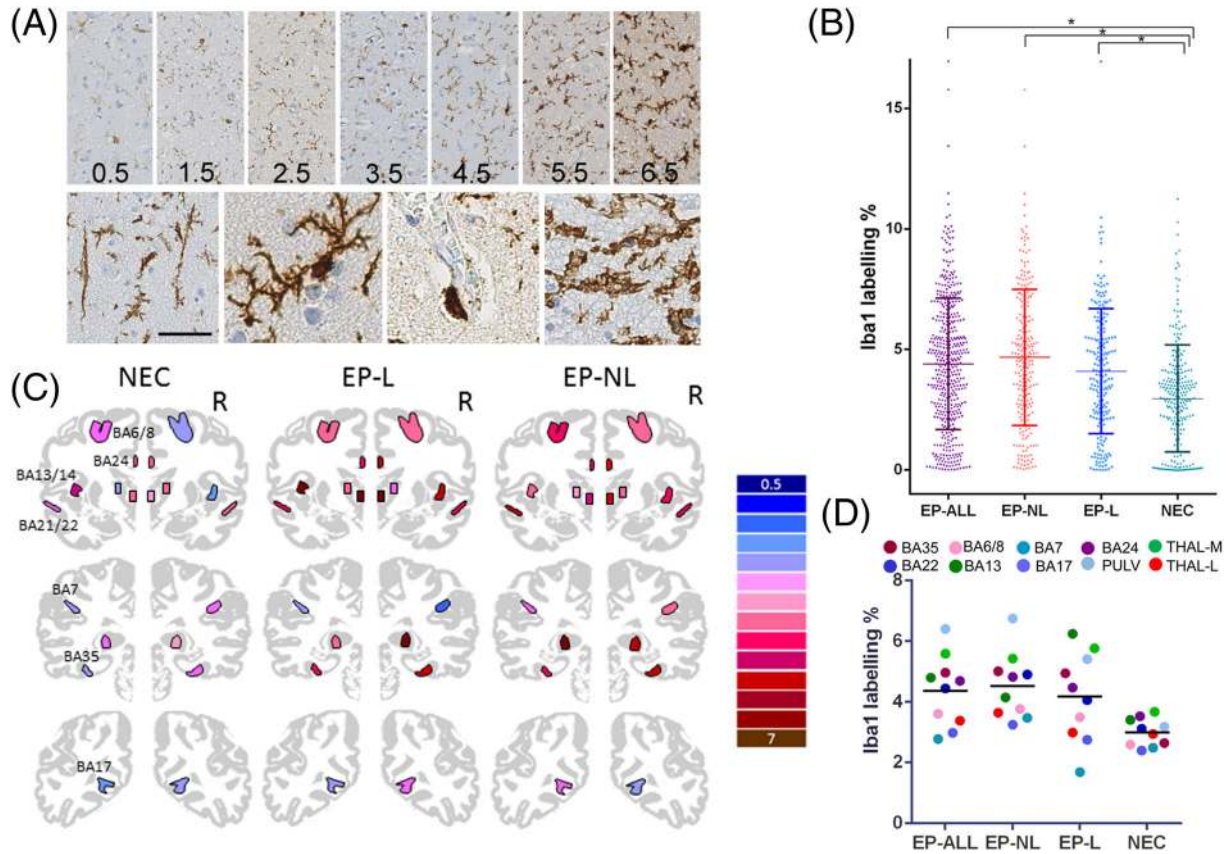 (A)
0.5 1.5 2.5 3.5 4.5 5.5 6.5
(B)
* * *
Iba1 labelling %
15
10
5
0
EP-ALL EP-NL EP-L NEC
(C)
NEC EP-L EP-NL
R R R
BA6/8
BA24
BA13/14
BA21/22
BA7
BA35
BA17
0.5
7
(D)
BA35 BA6/8 BA7 BA24 THAL-M
BA22 BA13 BA17 PULV THAL-L
Iba1 labelling %
8
6
4
2
0
EP-ALL EP-NL EP-L NEC